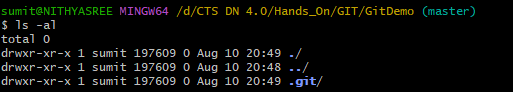 sumit@NITHYASREE MINGW64 /d/CTS DN 4.0/Hands_On/GIT/GitDemo (master)
$ ls -al
total 0
drwxr-xr-x 1 sumit 197609 0 Aug 10 20:49 ./
drwxr-xr-x 1 sumit 197609 0 Aug 10 20:48 ../
drwxr-xr-x 1 sumit 197609 0 Aug 10 20:49 .git/